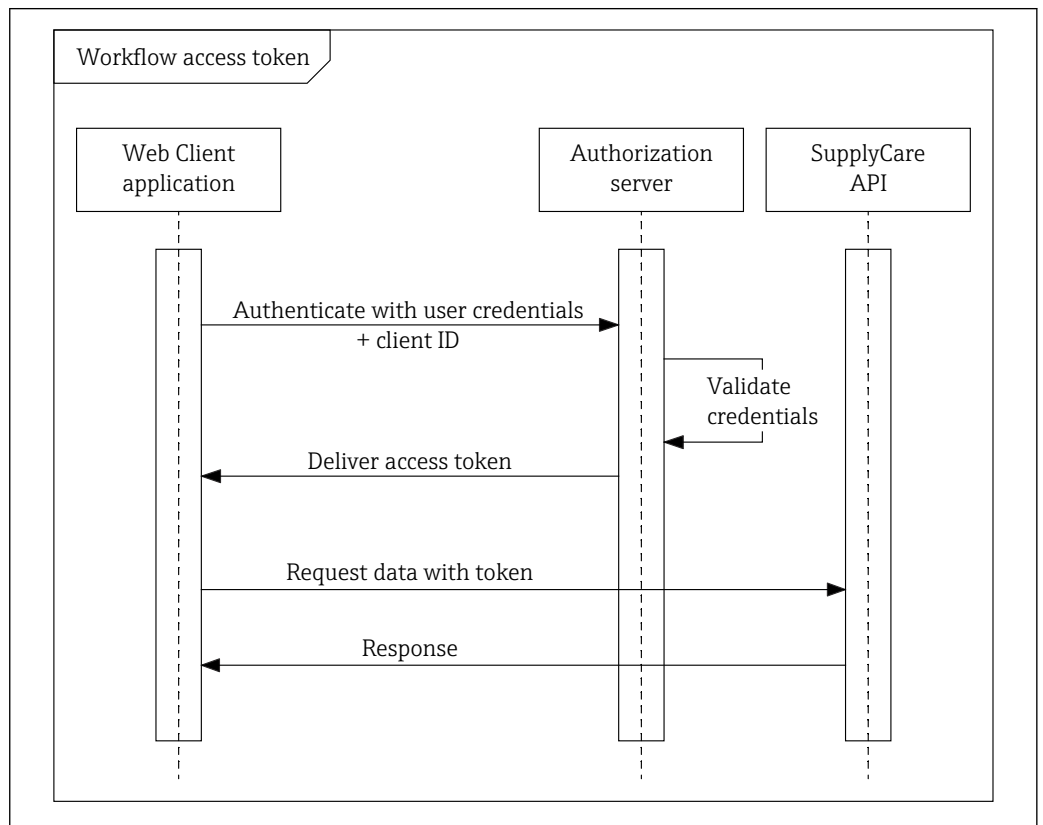 Workflow access token
Web Client
application
Authorization
server
SupplyCare
API
Authenticate with user credentials
+ client ID
Validate
credentials
Deliver access token
Request data with token
Response